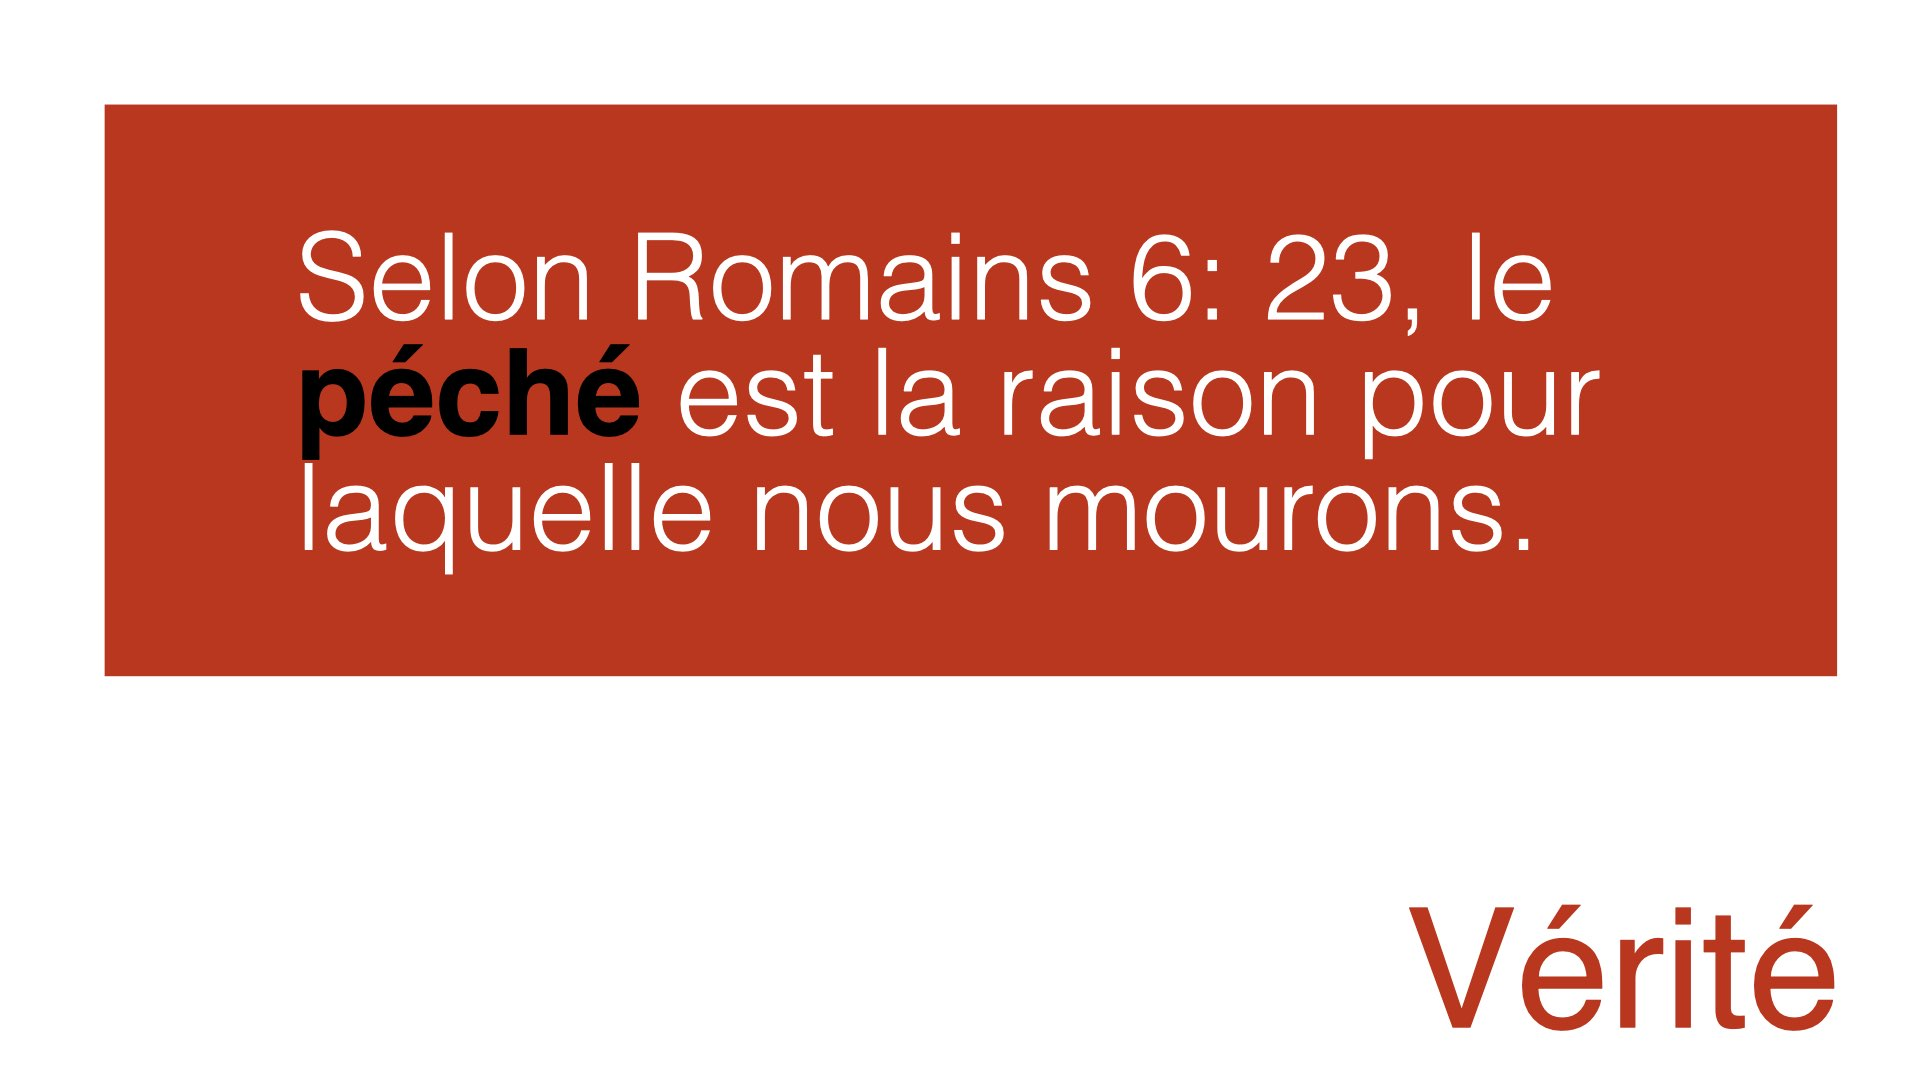 Selon Romains 6: 23, le
péché est la raison pour
laquelle nous mourons.
Vérité